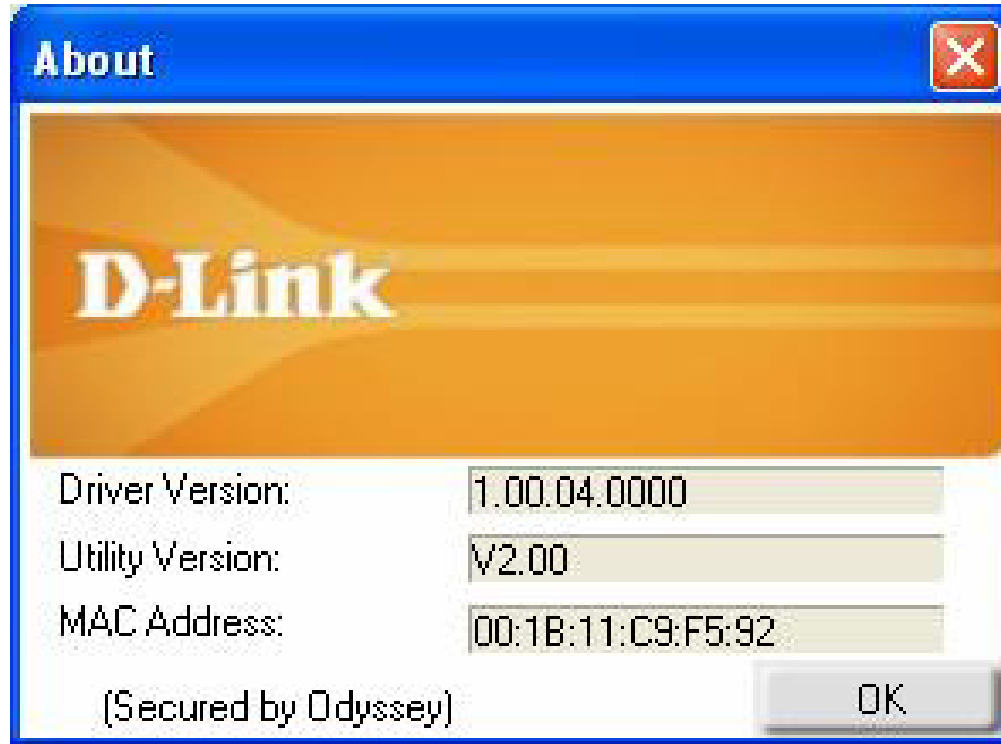 About
D-Link
Driver Version: 1.00.04.0000
Utility Version: V2.00
MAC Address: 00:1B:11:C9:F5:92
(Secured by Odyssey) OK